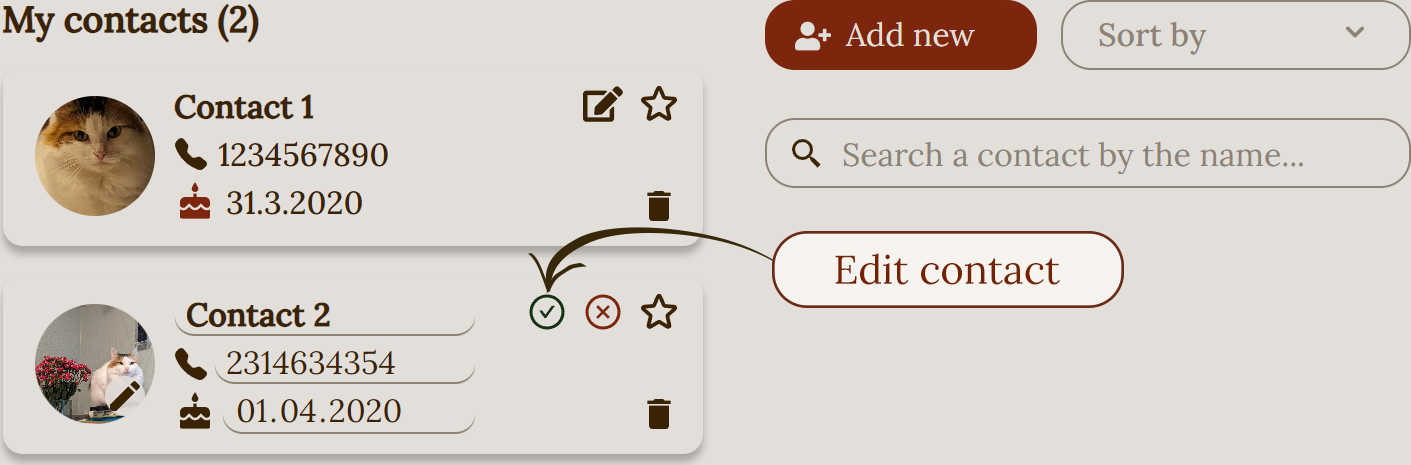 My contacts (2)
Add new
Sort by
Contact 1
1234567890
31.3.2020
Search a contact by the name...
Edit contact
Contact 2
2314634354
01.04.2020